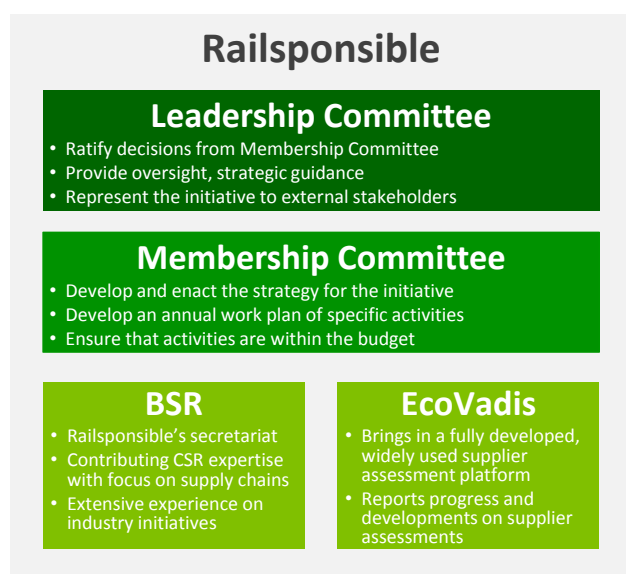 Railsponsible
Leadership Committee
• Ratify decisions from Membership Committee
• Provide oversight, strategic guidance
• Represent the initiative to external stakeholders
Membership Committee
• Develop and enact the strategy for the initiative
• Develop an annual work plan of specific activities
• Ensure that activities are within the budget
BSR
• Railsponsible’s secretariat
• Contributing CSR expertise
with focus on supply chains
• Extensive experience on
industry initiatives
EcoVadis
• Brings in a fully developed,
widely used supplier
assessment platform
• Reports progress and
developments on supplier
assessments